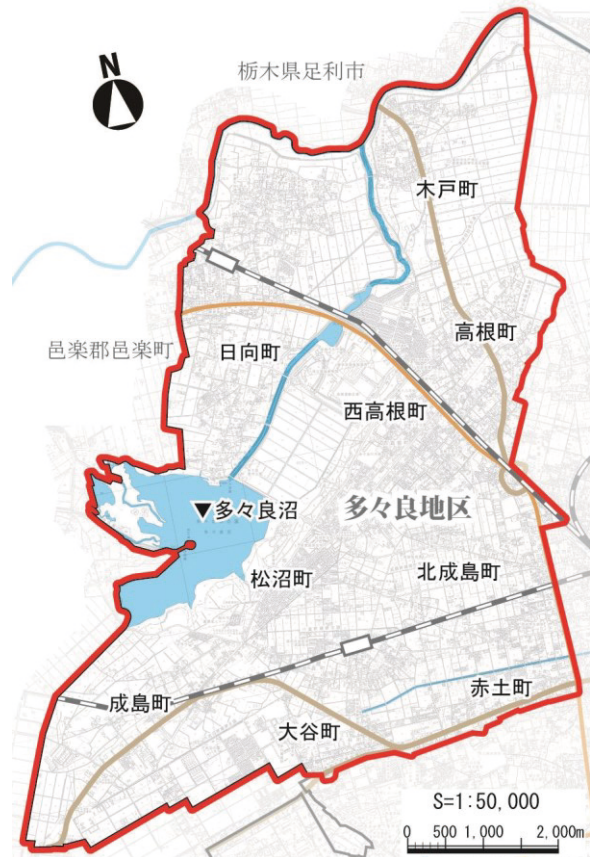 N
栃木県足利市
木戸町
邑楽郡邑楽町
日向町
高根町
西高根町
▼多々良沼
多々良地区
松沼町
北成島町
成島町
赤土町
大谷町
S=1:50,000
0 500 1,000 2,000m